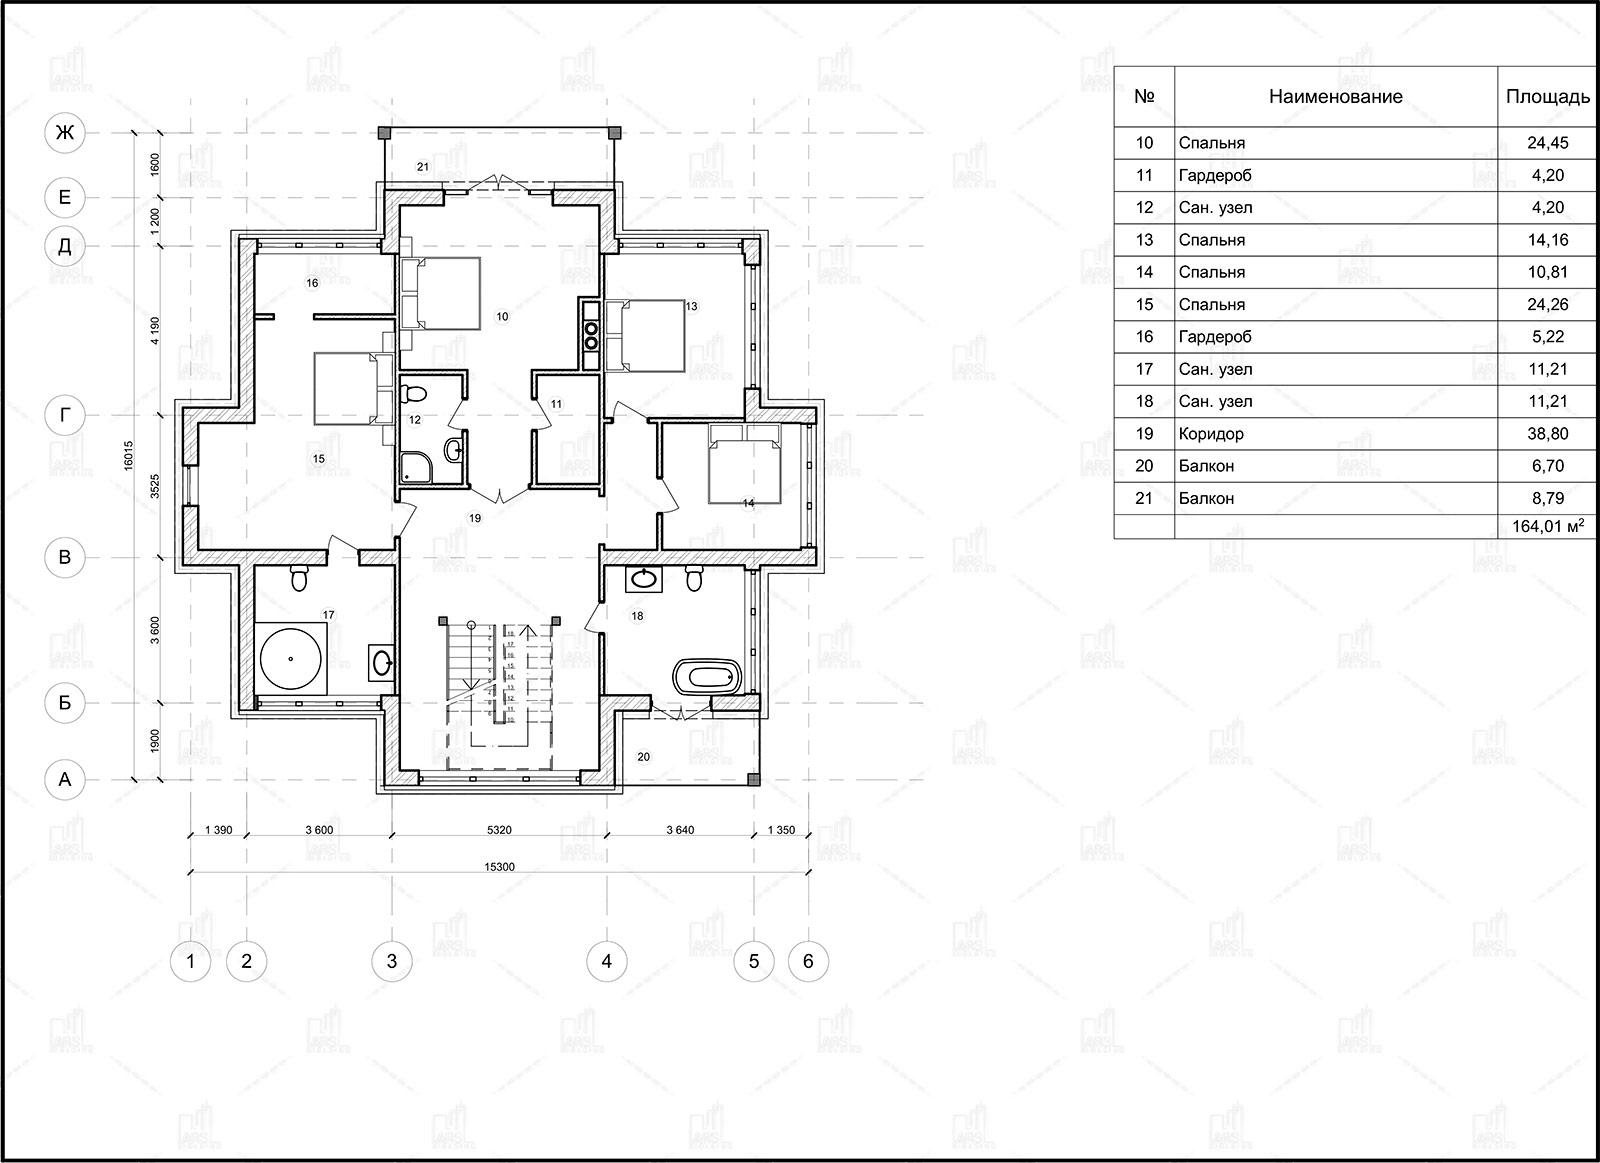 № Наименование Площадь
10 Спальня 24,45
11 Гардероб 4,20
12 Сан. узел 4,20
13 Спальня 14,16
14 Спальня 10,81
15 Спальня 24,26
16 Гардероб 5,22
17 Сан. узел 11,21
18 Сан. узел 11,21
19 Коридор 38,80
20 Балкон 6,70
21 Балкон 8,79
164,01 м²
Ж
Е
Д
Г
В
Б
А
1600
1 200
4 190
3525
3 600
1900
16015
21
16
10
13
12
11
15
14
19
17
18
20
1 390 3 600 5320 3 640 1 350
15300
1 2 3 4 5 6